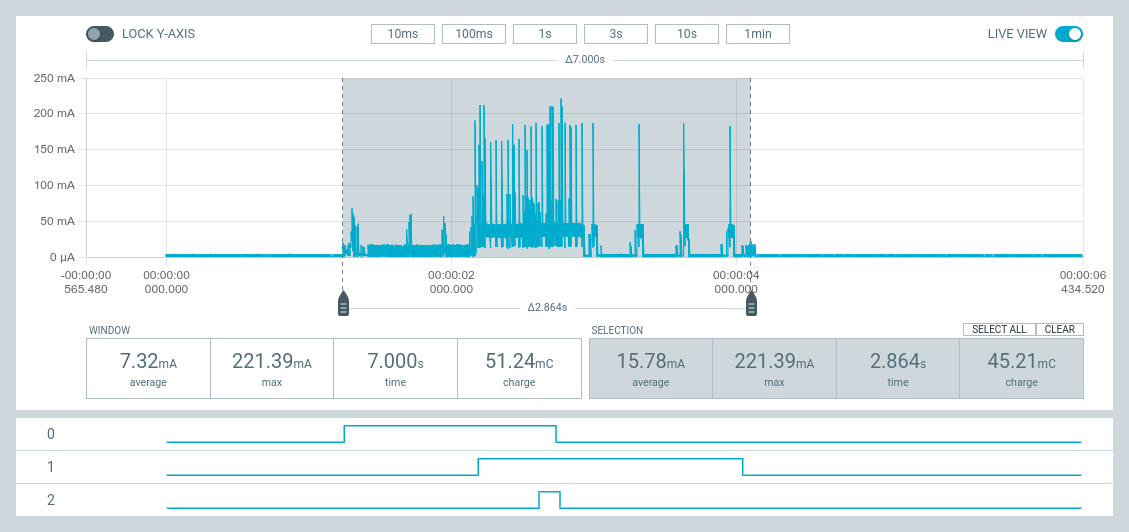 LOCK Y-AXIS 10ms 100ms 1s 3s 10s 1min LIVE VIEW
Δ7.000s
250 mA
200 mA
150 mA
100 mA
50 mA
0 µA
-00:00:00 00:00:00 00:00:02 00:00:04 00:00:06
565.480 000.000 000.000 000.000 434.520
Δ2.864s
WINDOW SELECTION SELECT ALL CLEAR
7.32mA 221.39mA 7.000s 51.24mC 15.78mA 221.39mA 2.864s 45.21mC
average max time charge average max time charge
0
1
2